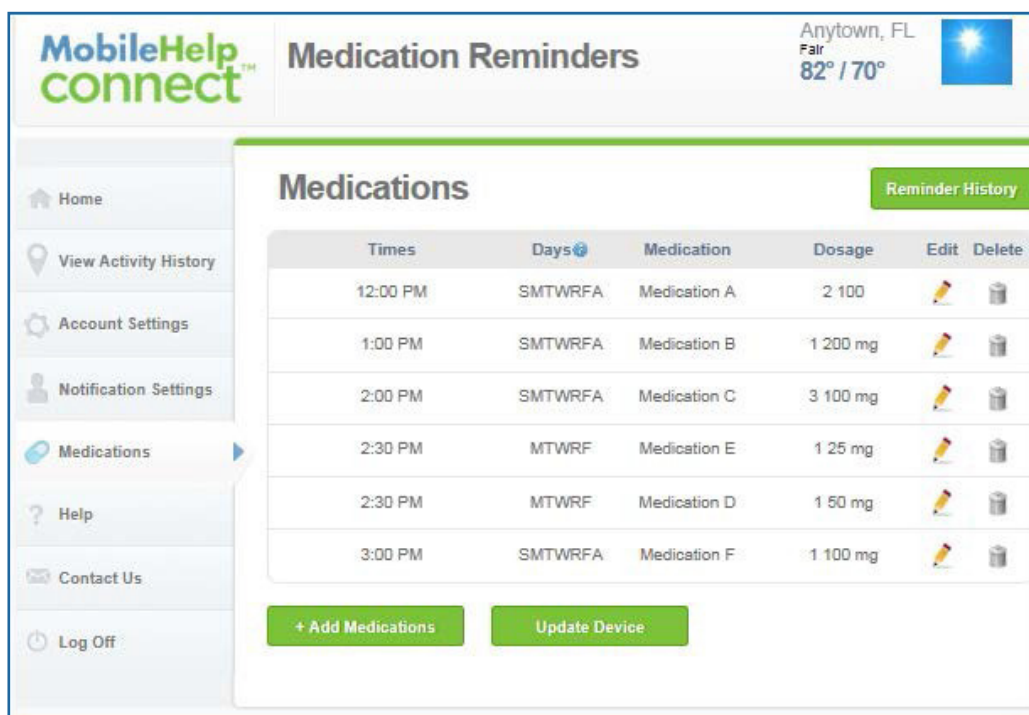 MobileHelp
connect™
Medication Reminders
Anytown, FL
Fair
82° / 70°
Home
View Activity History
Account Settings
Notification Settings
Medications
? Help
Contact Us
Log Off
Medications
Reminder History
Times Days? Medication Dosage Edit Delete
12:00 PM SMTWRFA Medication A 2 100
1:00 PM SMTWRFA Medication B 1 200 mg
2:00 PM SMTWRFA Medication C 3 100 mg
2:30 PM MTWRF Medication E 1 25 mg
2:30 PM MTWRF Medication D 1 50 mg
3:00 PM SMTWRFA Medication F 1 100 mg
+ Add Medications
Update Device